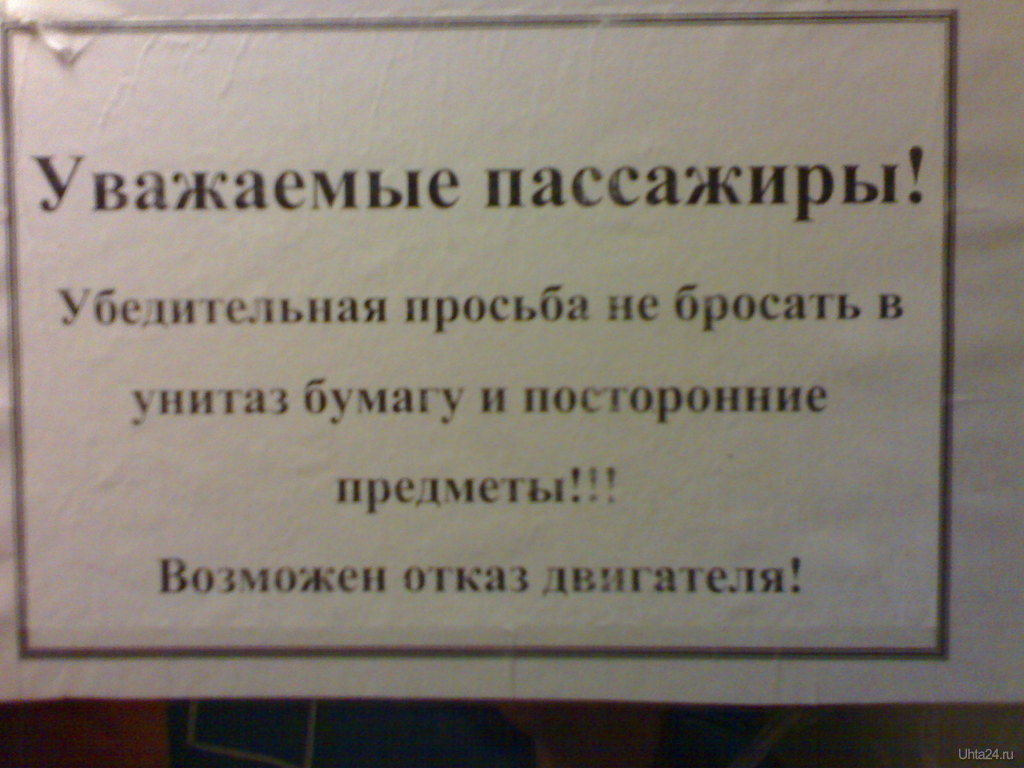 Уважаемые пассажиры!
Убедительная просьба не бросать в
унитаз бумагу и посторонние
предметы!!!
Возможен отказ двигателя!
Uhta24.ru